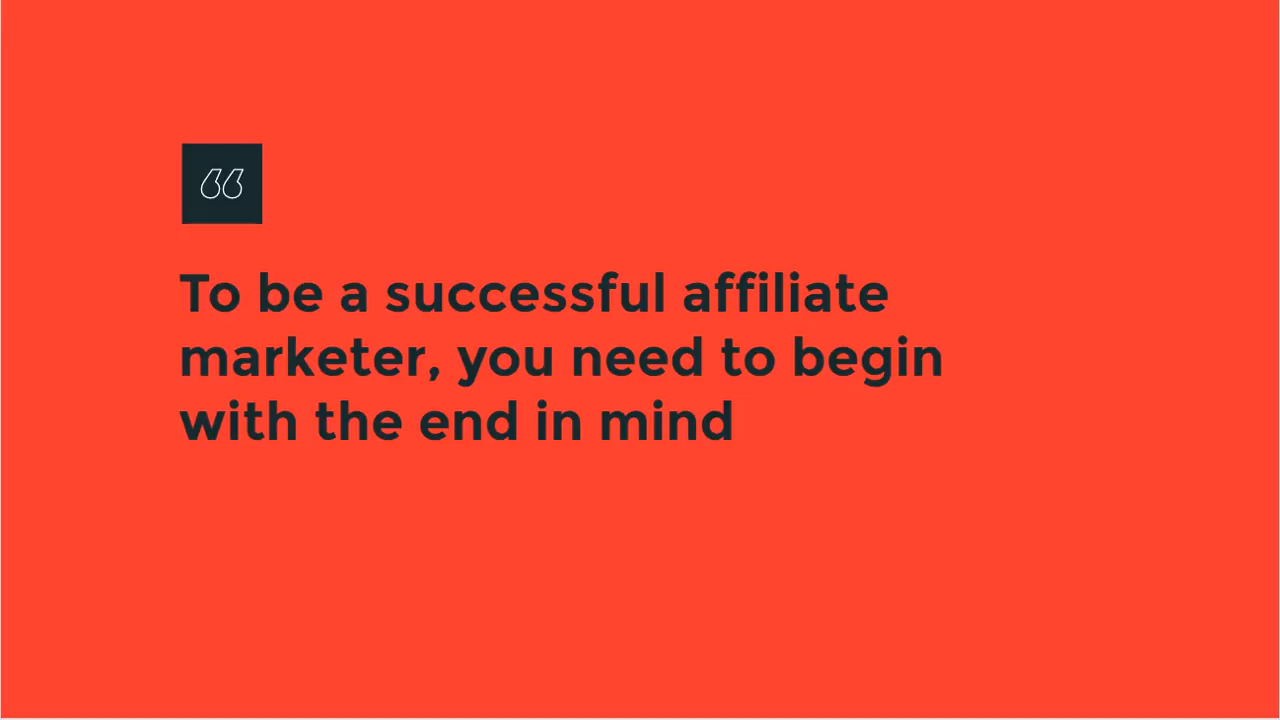 “
To be a successful affiliate
marketer, you need to begin
with the end in mind